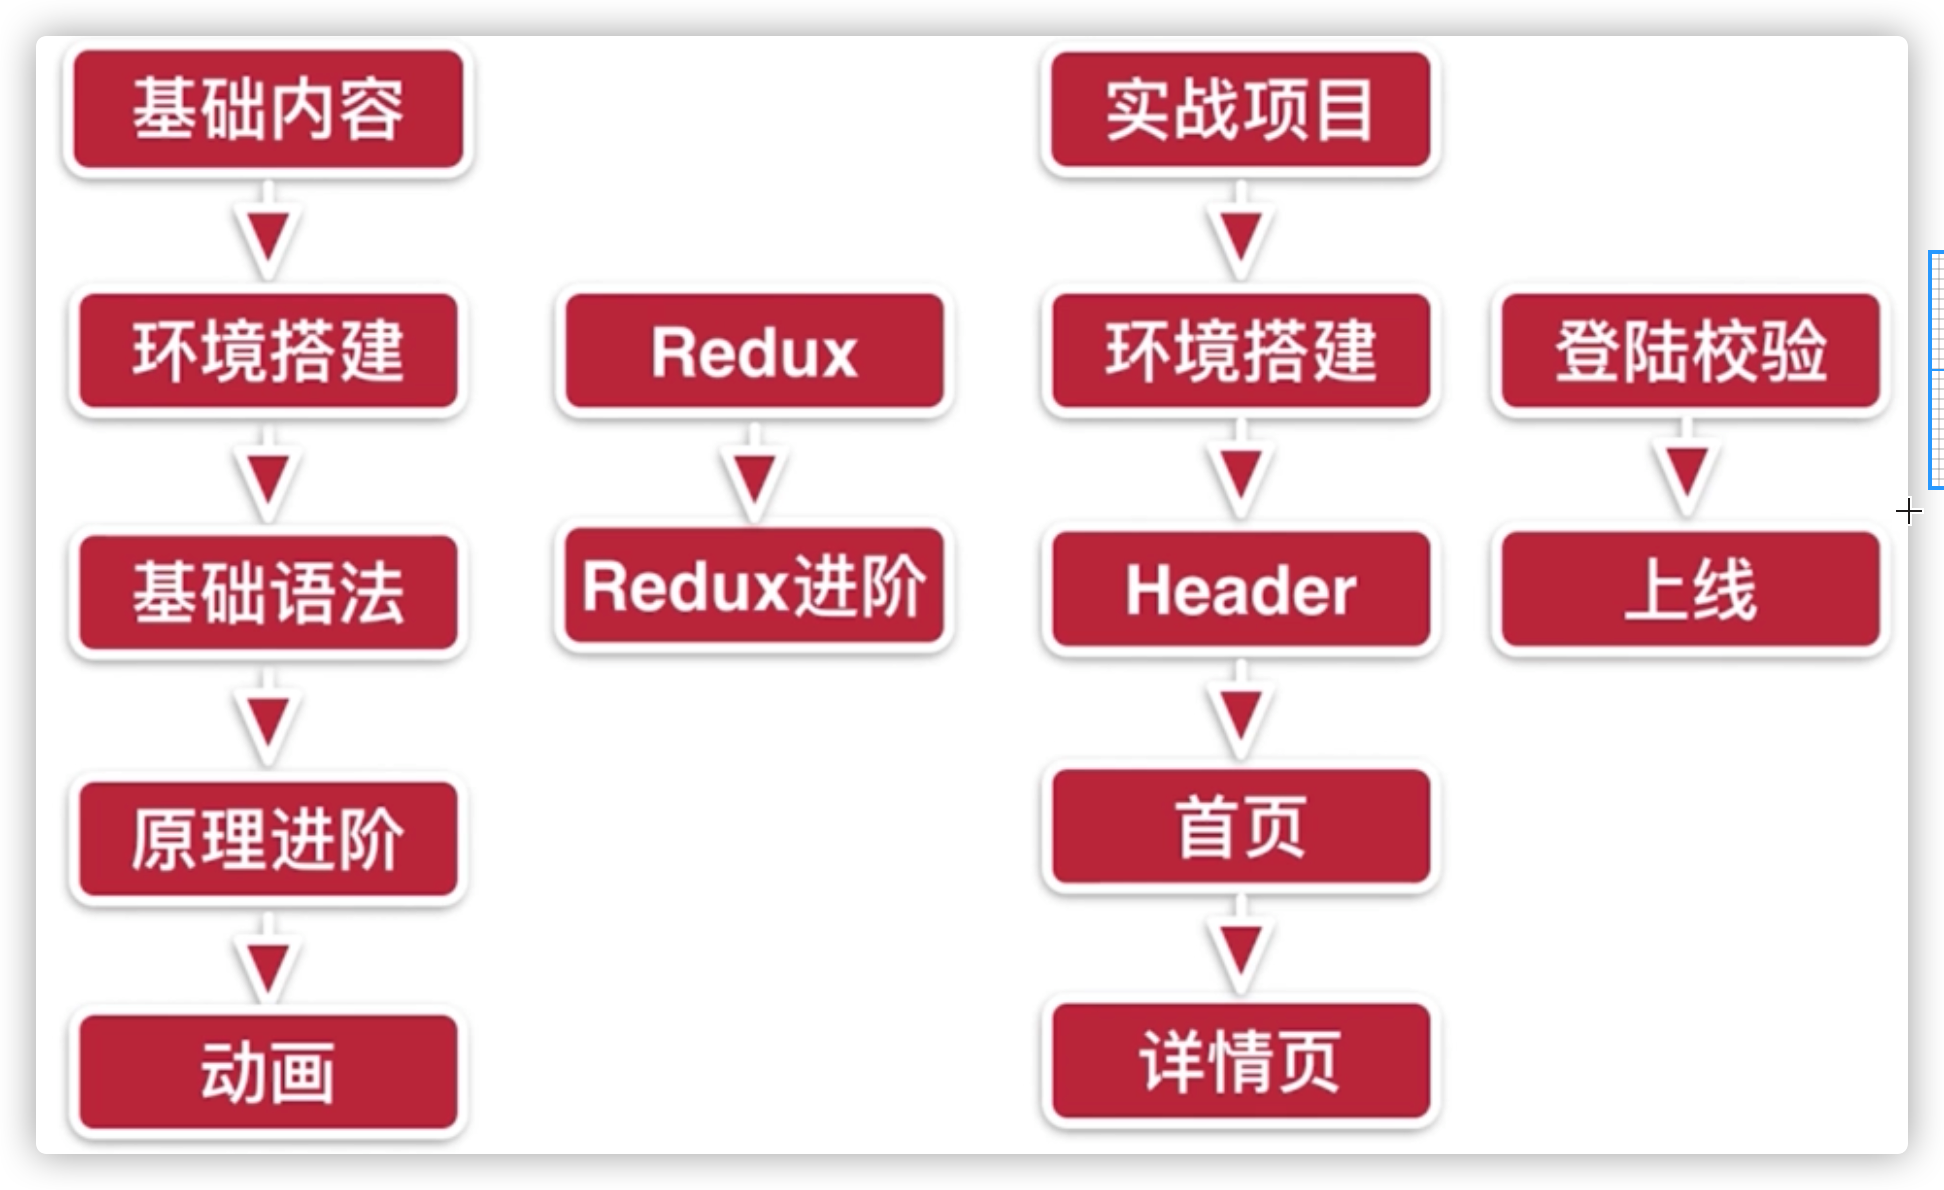 基础内容
环境搭建
基础语法
原理进阶
动画
Redux
Redux进阶
实战项目
环境搭建
Header
首页
详情页
登陆校验
上线